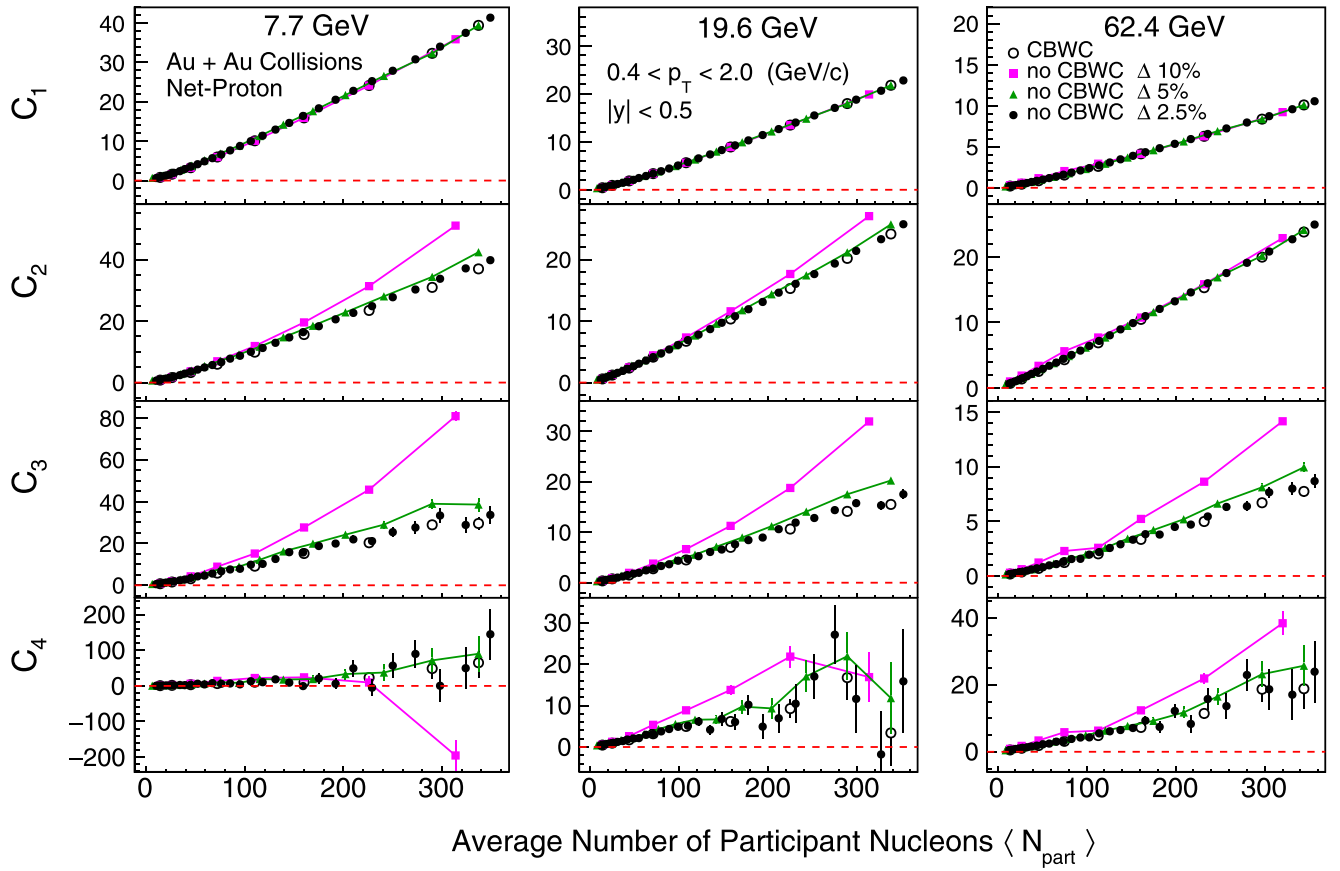 7.7 GeV
19.6 GeV
62.4 GeV
Au + Au Collisions
Net-Proton
0.4 < p_T < 2.0 (GeV/c)
|y| < 0.5
CBWC
no CBWC Δ 10%
no CBWC Δ 5%
no CBWC Δ 2.5%
C_1
40
30
20
10
0
30
20
10
0
20
15
10
5
0
C_2
40
20
0
20
10
0
20
10
0
C_3
80
60
40
20
0
30
20
10
0
15
10
5
0
C_4
200
100
0
−100
−200
30
20
10
0
40
20
0
0 100 200 300
0 100 200 300
0 100 200 300
Average Number of Participant Nucleons ⟨ N_part ⟩